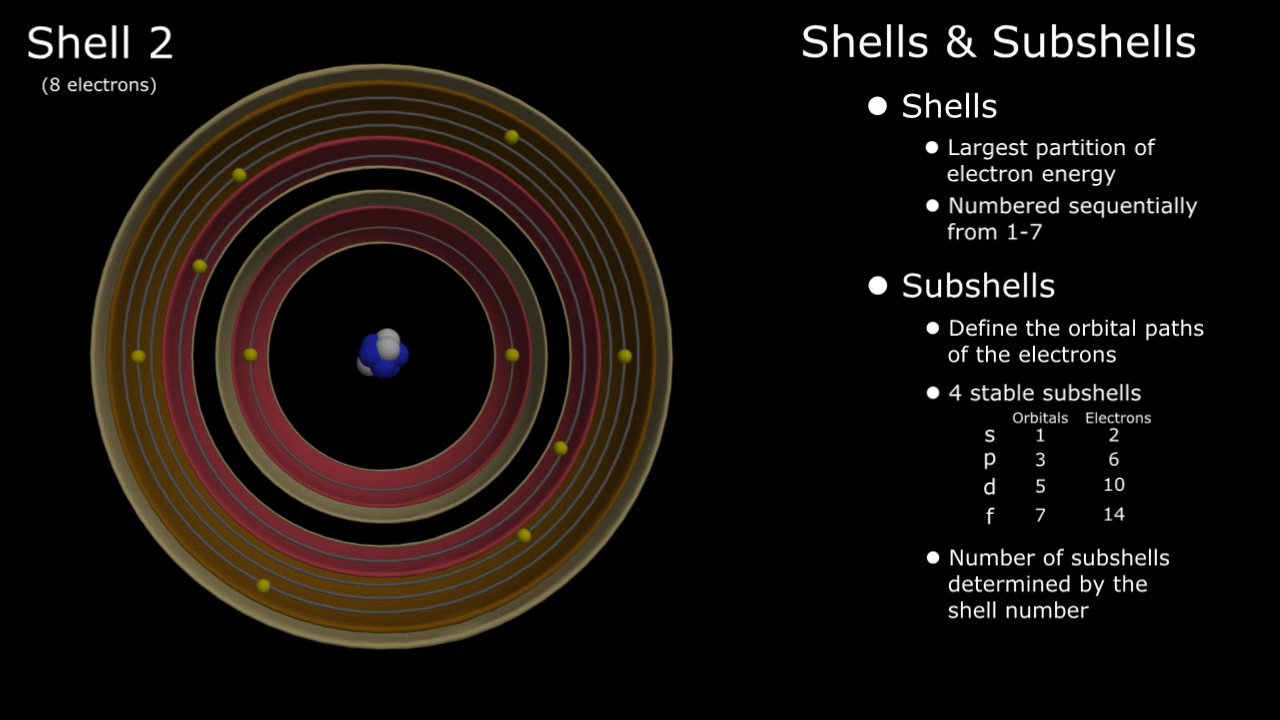 Shell 2
(8 electrons)
Shells & Subshells
Shells
Largest partition of
electron energy
Numbered sequentially
from 1-7
Subshells
Define the orbital paths
of the electrons
4 stable subshells
Orbitals Electrons
s 1 2
p 3 6
d 5 10
f 7 14
Number of subshells
determined by the
shell number